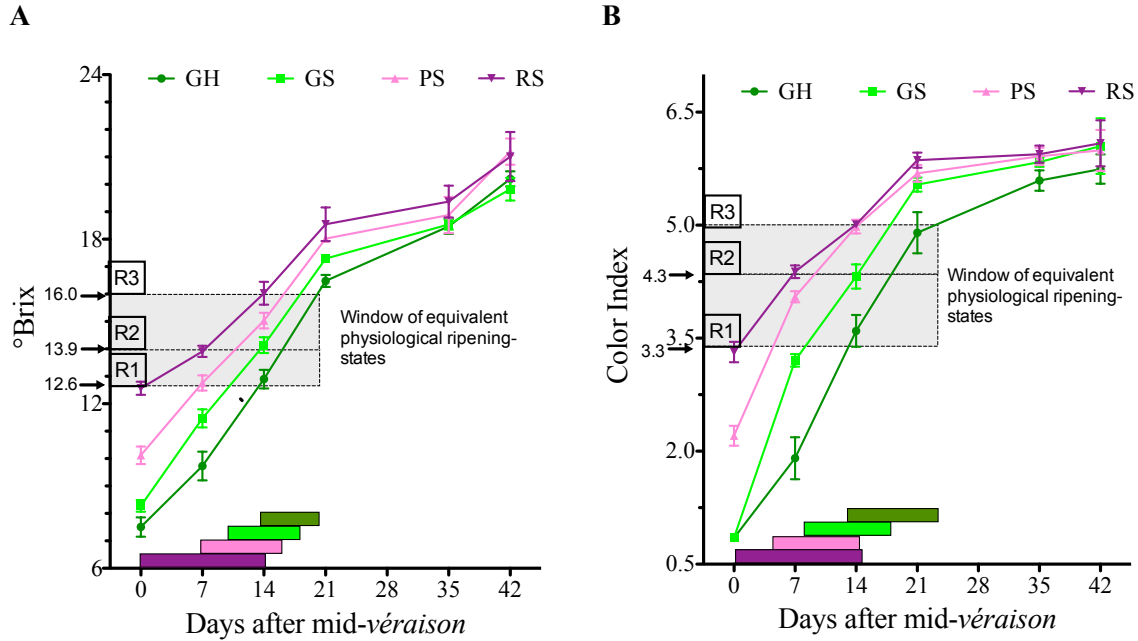 A
24
GH GS PS RS
°Brix
18
R3
16.0
R2
13.9
R1
12.6
12
6
Window of equivalent
physiological ripening-
states
0 7 14 21 28 35 42
Days after mid-véraison
B
6.5
GH GS PS RS
Color Index
R3
5.0
R2
4.3
R1
3.5
3.3
2.0
0.5
Window of equivalent
physiological ripening-
states
0 7 14 21 28 35 42
Days after mid-véraison